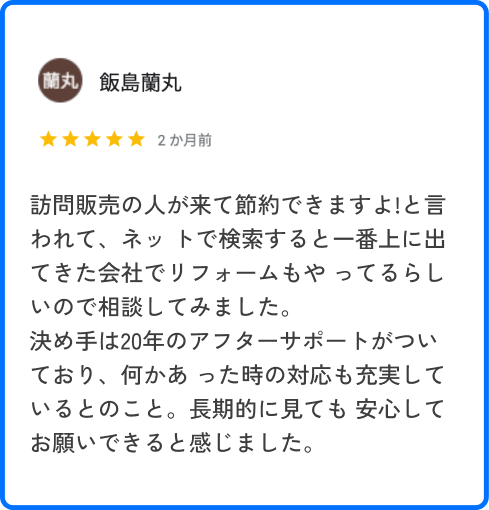 蘭丸 飯島蘭丸
★★★★★ 2 か月前
訪問販売の人が来て節約できますよ!と言
われて、ネッ トで検索すると一番上に出
てきた会社でリフォームもや ってるらし
いので相談してみました。
決め手は20年のアフターサポートがつい
ており、何かあ った時の対応も充実して
いるとのこと。長期的に見ても 安心して
お願いできると感じました。